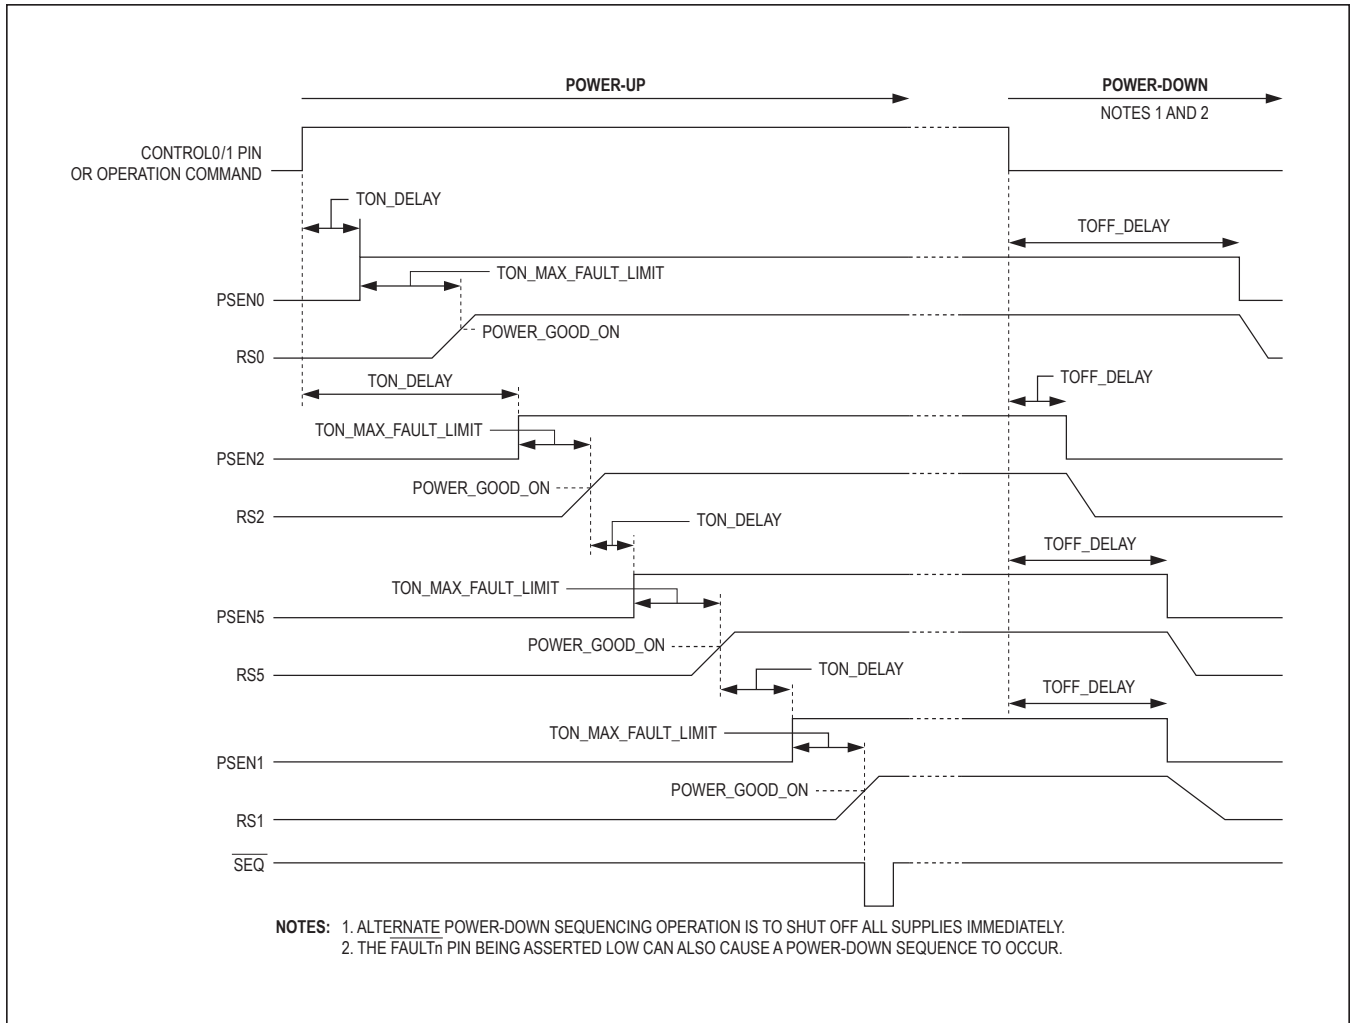 POWER-UP
POWER-DOWN
NOTES 1 AND 2
CONTROL0/1 PIN
OR OPERATION COMMAND
TON_DELAY
TOFF_DELAY
TON_MAX_FAULT_LIMIT
PSEN0
POWER_GOOD_ON
RS0
TON_DELAY
TOFF_DELAY
TON_MAX_FAULT_LIMIT
PSEN2
POWER_GOOD_ON
RS2
TON_DELAY
TOFF_DELAY
TON_MAX_FAULT_LIMIT
PSEN5
POWER_GOOD_ON
RS5
TON_DELAY
TOFF_DELAY
TON_MAX_FAULT_LIMIT
PSEN1
POWER_GOOD_ON
RS1
SEQ
NOTES: 1. ALTERNATE POWER-DOWN SEQUENCING OPERATION IS TO SHUT OFF ALL SUPPLIES IMMEDIATELY.
2. THE FAULTn PIN BEING ASSERTED LOW CAN ALSO CAUSE A POWER-DOWN SEQUENCE TO OCCUR.